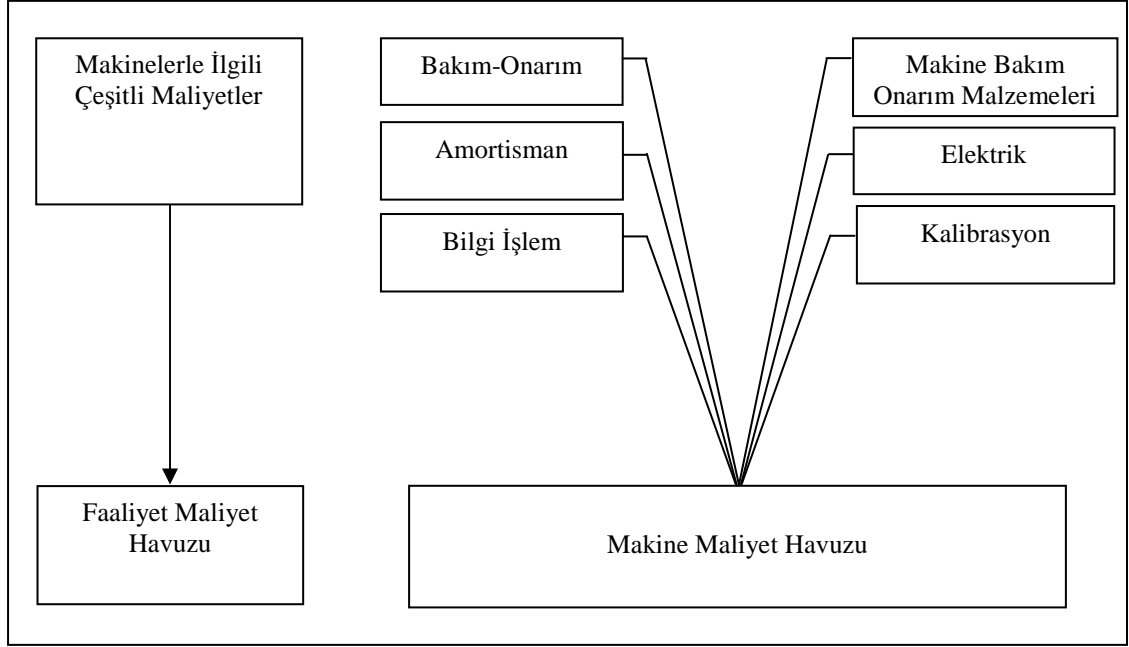 Makinelerle İlgili
Çeşitli Maliyetler
Bakım-Onarım
Amortisman
Bilgi İşlem
Makine Bakım
Onarım Malzemeleri
Elektrik
Kalibrasyon
Faaliyet Maliyet
Havuzu
Makine Maliyet Havuzu